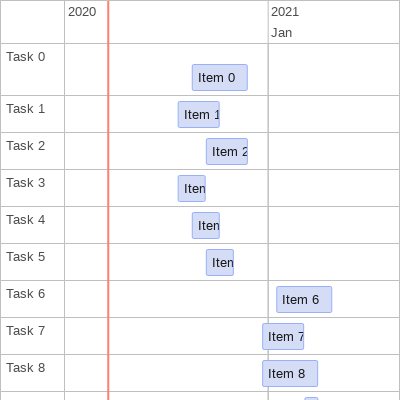 2020
2021
Jan
Task 0
Item 0
Task 1
Item 1
Task 2
Item 2
Task 3
Iten
Task 4
Iten
Task 5
Iten
Task 6
Item 6
Task 7
Item 7
Task 8
Item 8